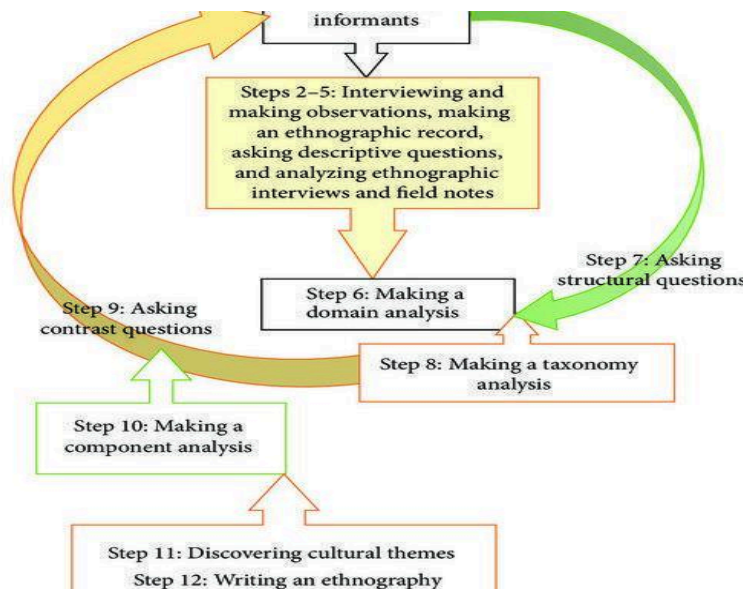 informants
Steps 2–5: Interviewing and
making observations, making
an ethnographic record,
asking descriptive questions,
and analyzing ethnographic
interviews and field notes
Step 7: Asking
structural questions
Step 6: Making a
domain analysis
Step 9: Asking
contrast questions
Step 8: Making a taxonomy
analysis
Step 10: Making a
component analysis
Step 11: Discovering cultural themes
Step 12: Writing an ethnography